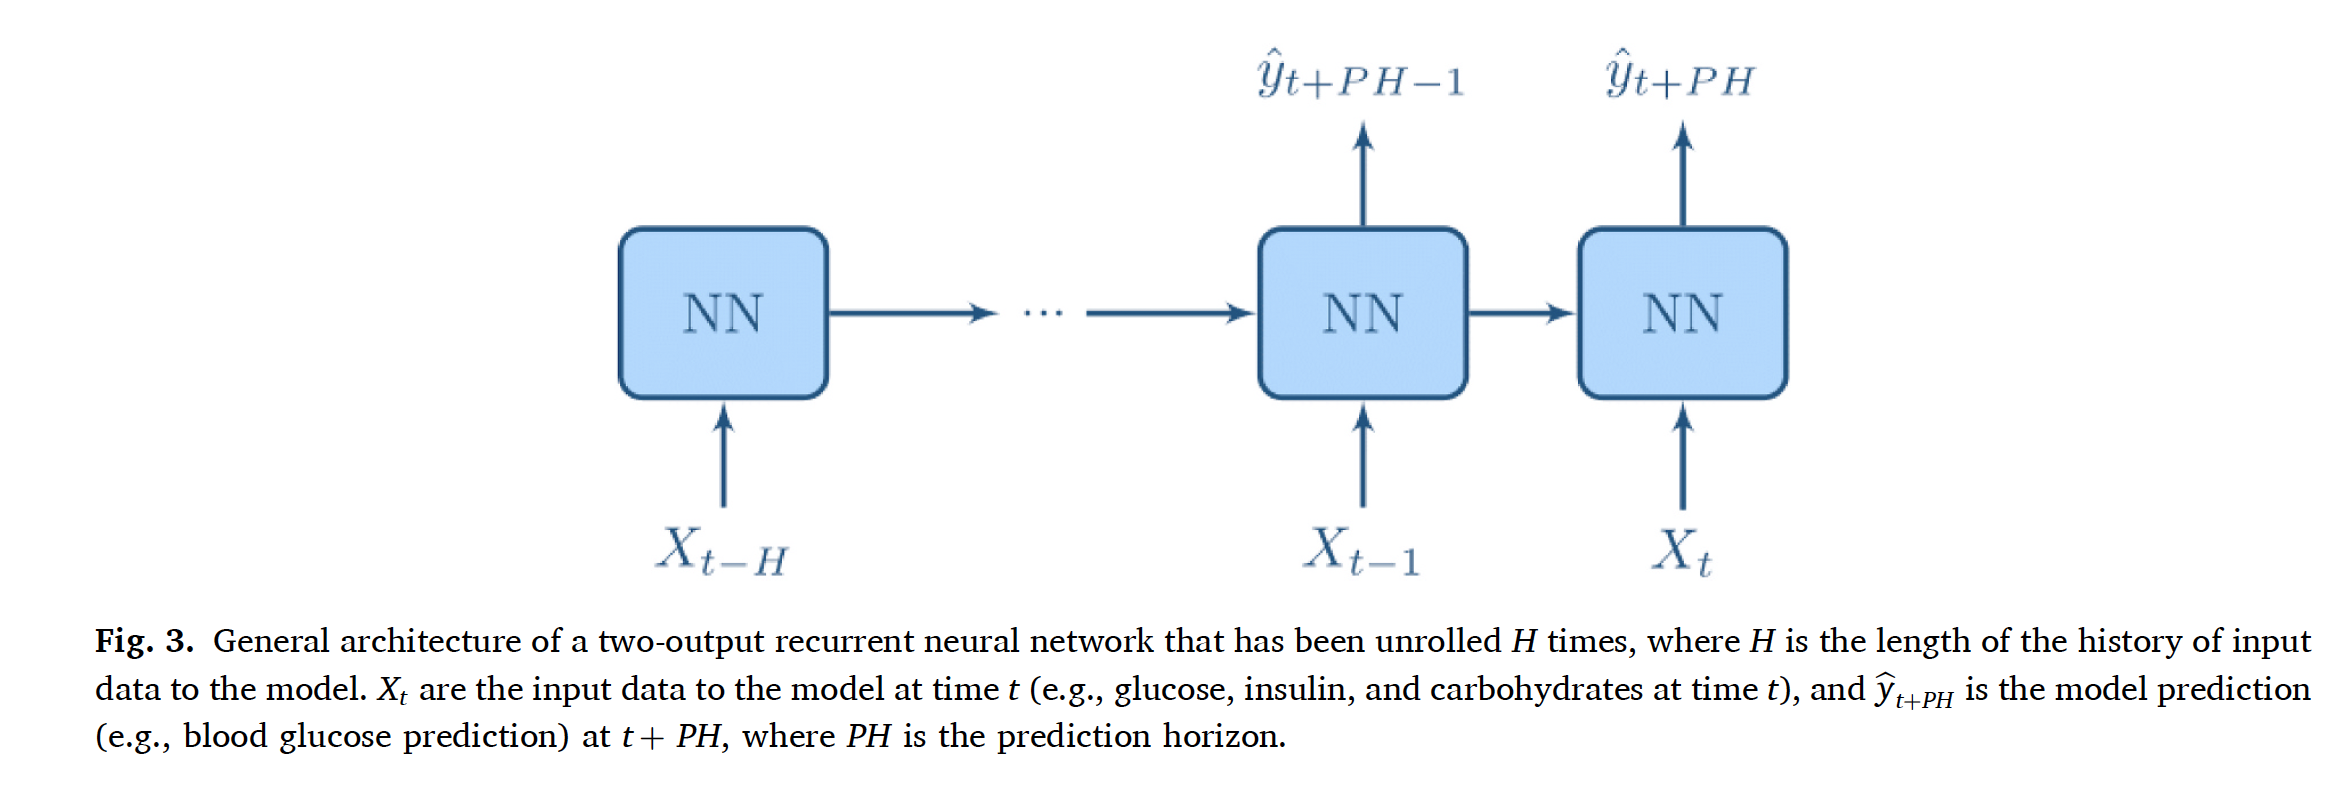 ŷt+PH−1 ŷt+PH
NN ... NN NN
Xt−H Xt−1 Xt
Fig. 3. General architecture of a two-output recurrent neural network that has been unrolled H times, where H is the length of the history of input
data to the model. Xt are the input data to the model at time t (e.g., glucose, insulin, and carbohydrates at time t), and ŷt+PH is the model prediction
(e.g., blood glucose prediction) at t + PH, where PH is the prediction horizon.